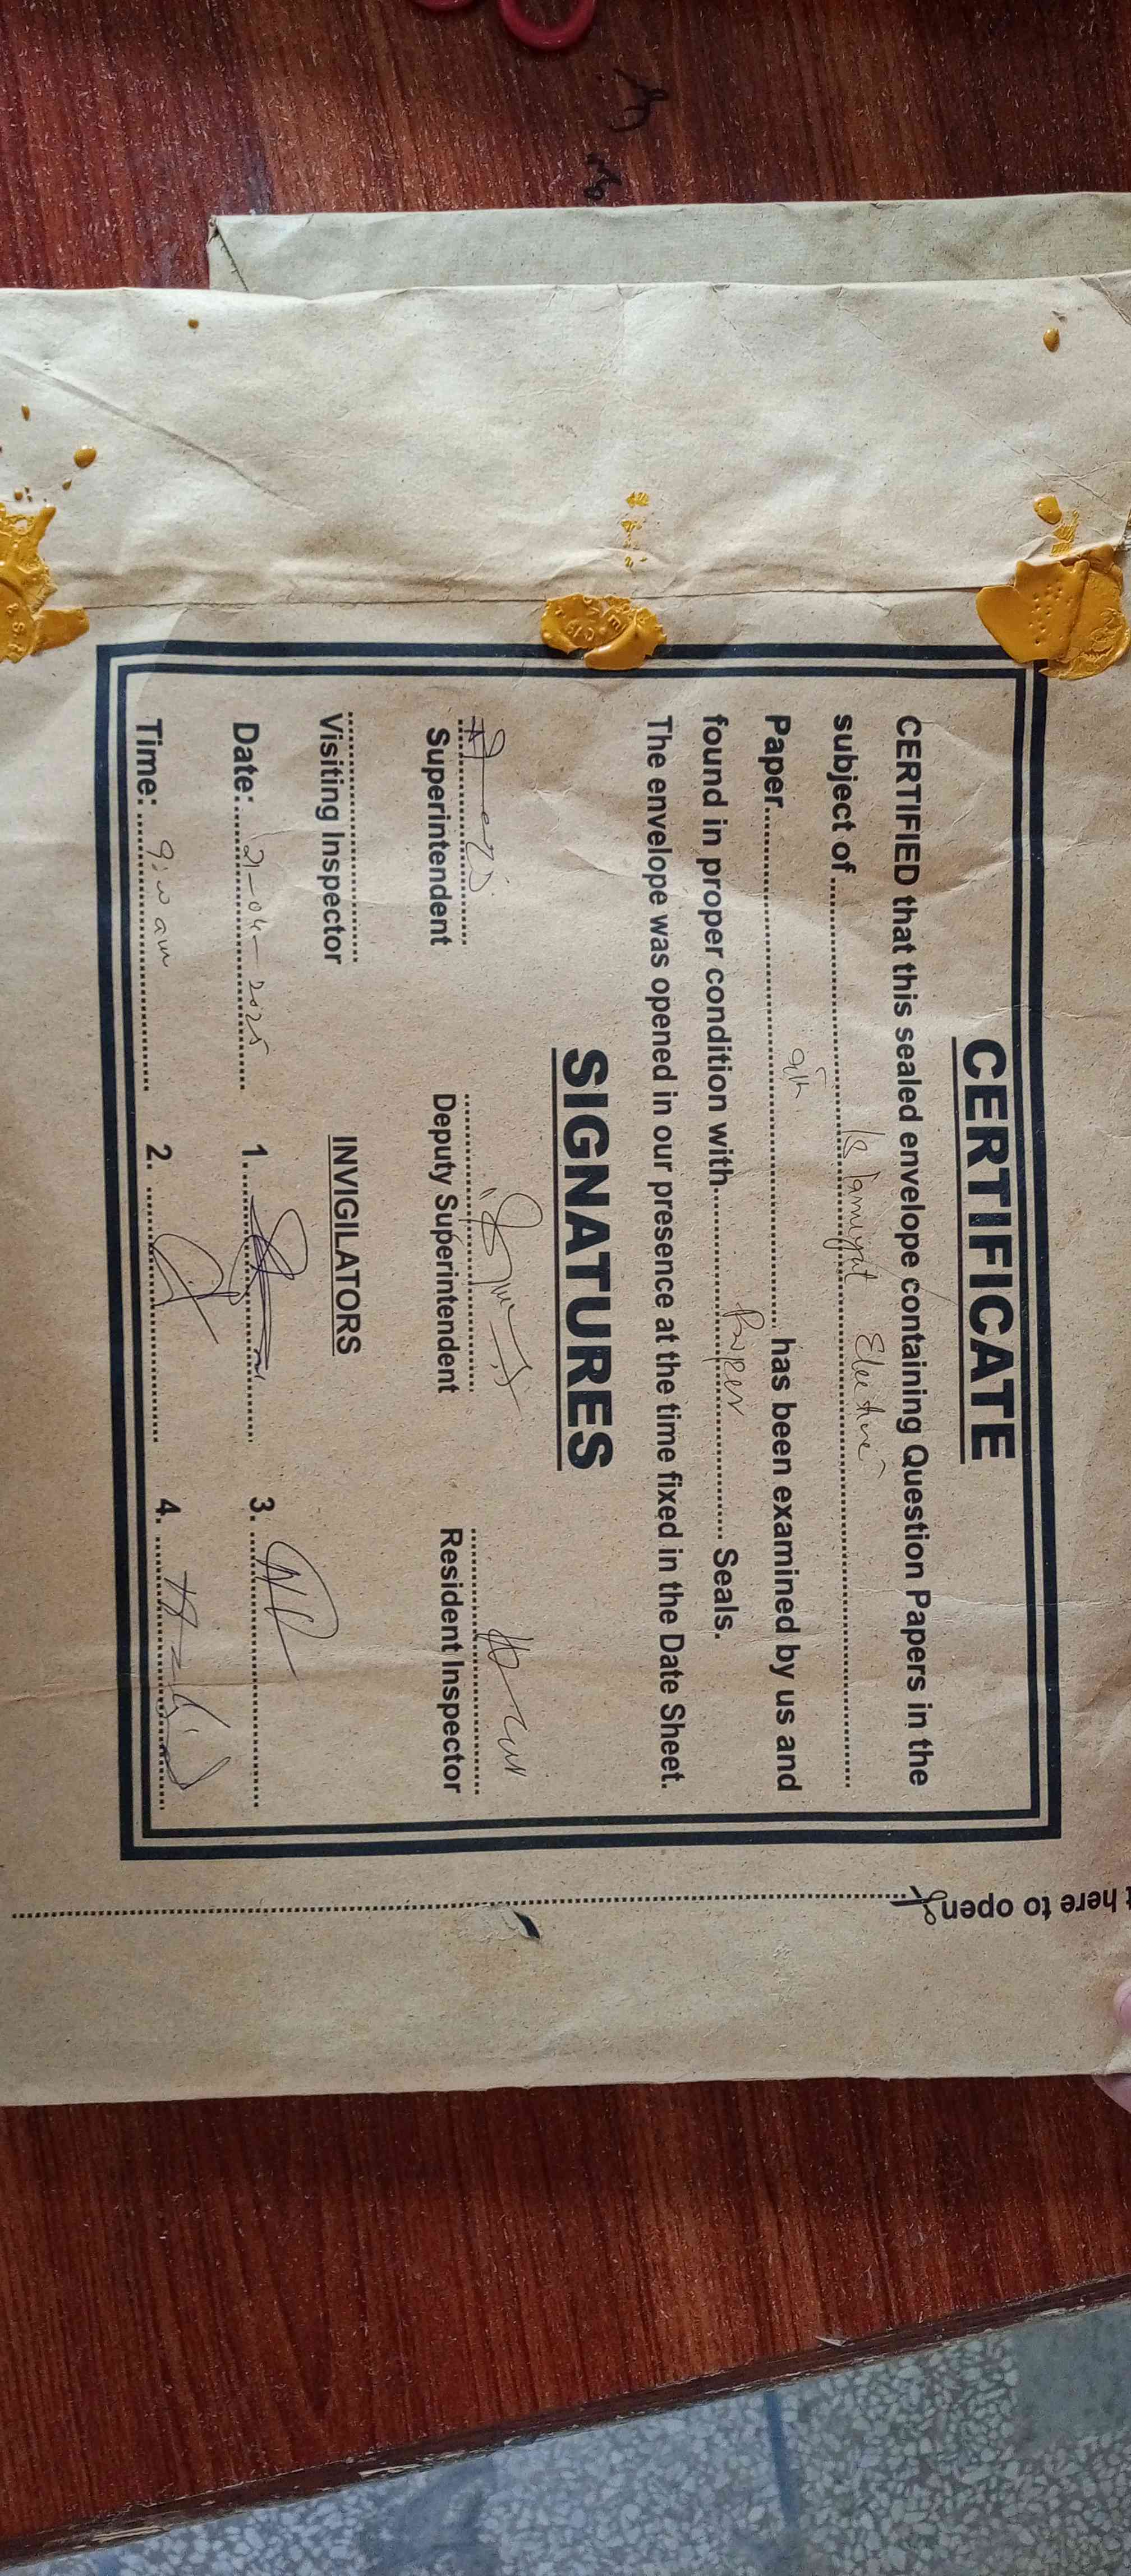 CERTIFICATE
CERTIFIED that this sealed envelope containing Question Papers in the
subject of ........ Islamiyat Elective
Paper ........ 9th ........ has been examined by us and
found in proper condition with ........ Proper ........ Seals.
The envelope was opened in our presence at the time fixed in the Date Sheet.
SIGNATURES
Superintendent Deputy Superintendent Resident Inspector
Visiting Inspector INVIGILATORS
Date: 21-04-2025 1. 3.
Time: 9:00 am 2. 4.
here to open